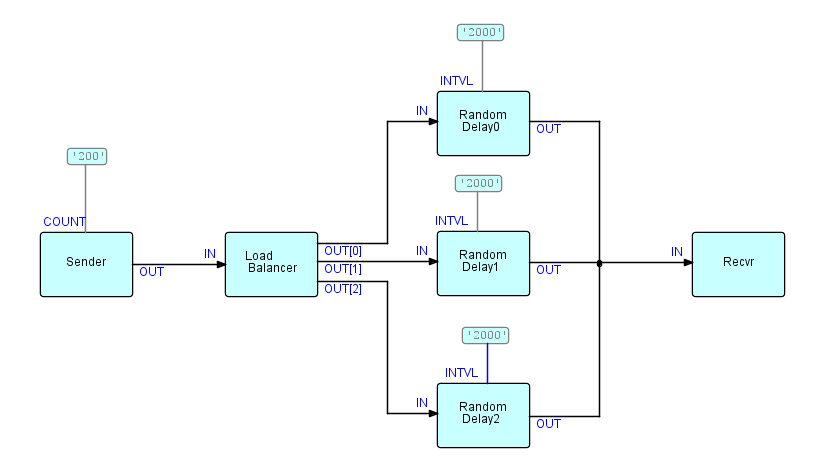 '2000'
INTVL
IN
Random
Delay0
OUT
'200'
COUNT
Sender
OUT
IN
Load
Balancer
OUT[0]
OUT[1]
OUT[2]
'2000'
INTVL
IN
Random
Delay1
OUT
IN
Recvr
'2000'
INTVL
IN
Random
Delay2
OUT